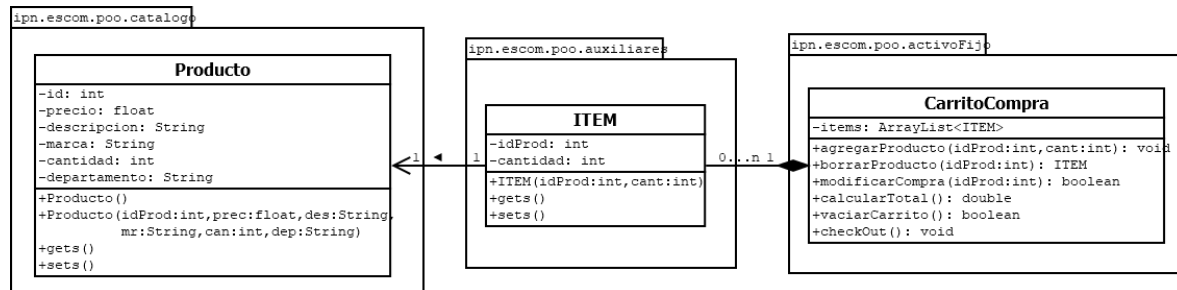 ipn.escom.poo.catalogo
Producto
-id: int
-precio: float
-descripcion: String
-marca: String
-cantidad: int
-departamento: String
+Producto()
+Producto(idProd:int,prec:float,des:String,
mr:String,can:int,dep:String)
+gets()
+sets()
1 ◄ 1
ipn.escom.poo.auxiliares
ITEM
-idProd: int
-cantidad: int
+ITEM(idProd:int,cant:int)
+gets()
+sets()
0...n 1
ipn.escom.poo.activoFijo
CarritoCompra
-items: ArrayList<ITEM>
+agregarProducto(idProd:int,cant:int): void
+borrarProducto(idProd:int): ITEM
+modificarCompra(idProd:int): boolean
+calcularTotal(): double
+vaciarCarrito(): boolean
+checkOut(): void